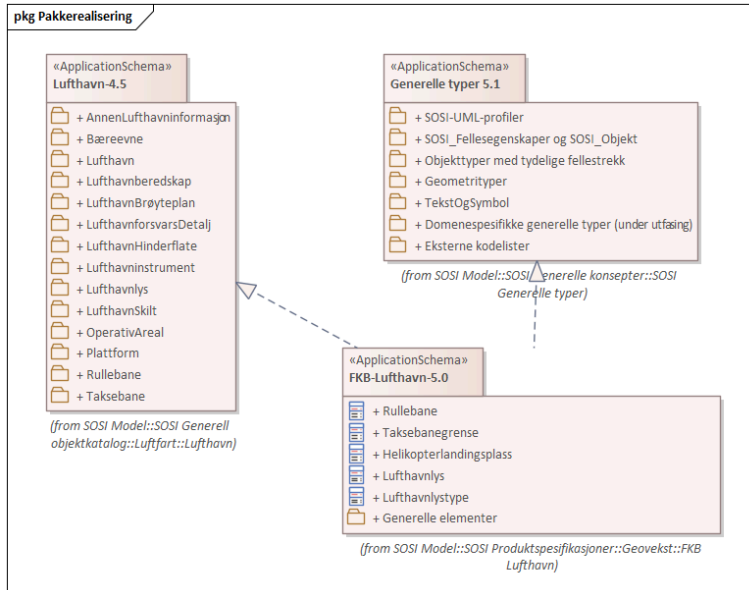 pkg Pakkerealisering
«ApplicationSchema»
Lufthavn-4.5
+ AnnenLufthavninformasjon
+ Bæreevne
+ Lufthavn
+ Lufthavnberedskap
+ LufthavnBrøyteplan
+ LufthavnforsvarsDetalj
+ LufthavnHinderflate
+ Lufthavninstrument
+ Lufthavnlys
+ LufthavnSkilt
+ OperativAreal
+ Plattform
+ Rullebane
+ Taksebane
(from SOSI Model::SOSI Generell
objektkatalog::Luftfart::Lufthavn)
«ApplicationSchema»
Generelle typer 5.1
+ SOSI-UML-profiler
+ SOSI_Fellesegenskaper og SOSI_Objekt
+ Objekttyper med tydelige fellestrekk
+ Geometrityper
+ TekstOgSymbol
+ Domenespesifikke generelle typer (under utfasing)
+ Eksterne kodelister
(from SOSI Model::SOSI Generelle konsepter::SOSI
Generelle typer)
«ApplicationSchema»
FKB-Lufthavn-5.0
+ Rullebane
+ Taksebanegrense
+ Helikopterlandingsplass
+ Lufthavnlys
+ Lufthavnlystype
+ Generelle elementer
(from SOSI Model::SOSI Produktspesifikasjoner::Geovekst::FKB
Lufthavn)